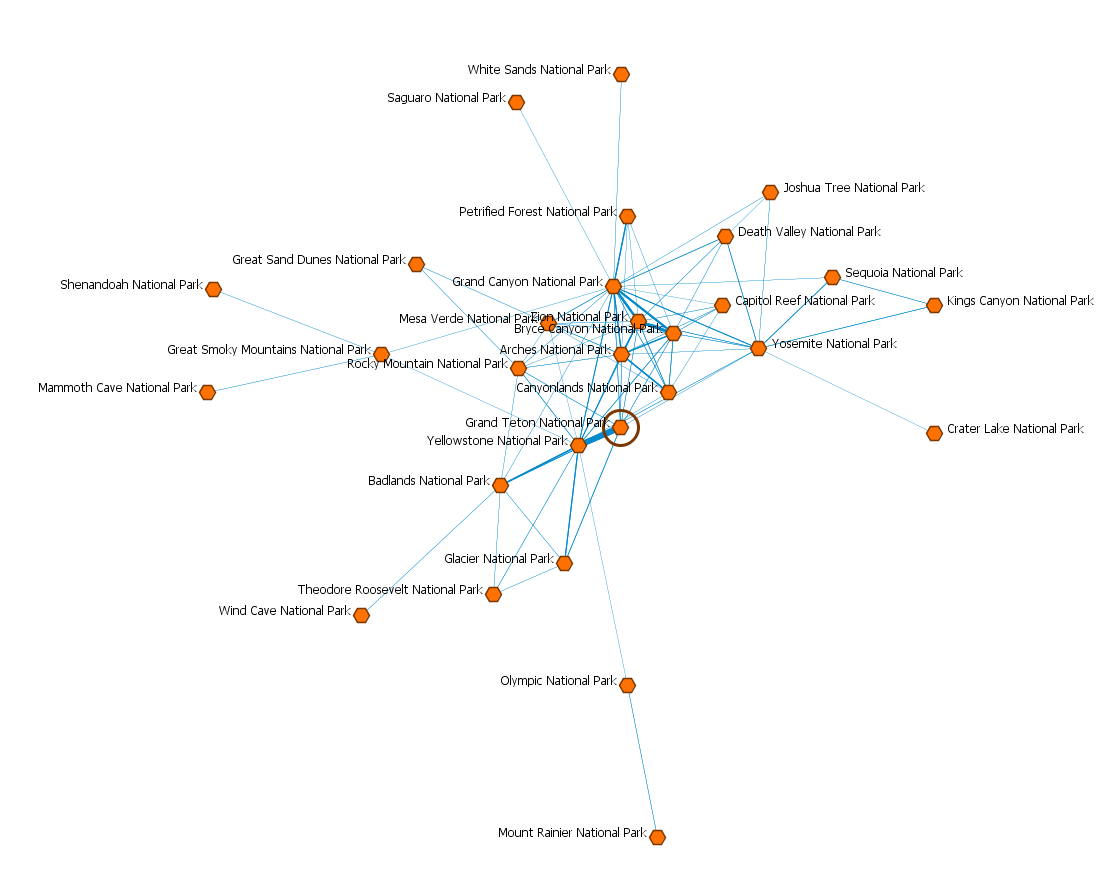 White Sands National Park
Saguaro National Park
Joshua Tree National Park
Petrified Forest National Park
Death Valley National Park
Great Sand Dunes National Park
Sequoia National Park
Grand Canyon National Park
Shenandoah National Park
Capitol Reef National Park
Kings Canyon National Park
Zion National Park
Mesa Verde National Park
Bryce Canyon National Park
Yosemite National Park
Great Smoky Mountains National Park
Arches National Park
Rocky Mountain National Park
Mammoth Cave National Park
Canyonlands National Park
Grand Teton National Park
Crater Lake National Park
Yellowstone National Park
Badlands National Park
Glacier National Park
Theodore Roosevelt National Park
Wind Cave National Park
Olympic National Park
Mount Rainier National Park